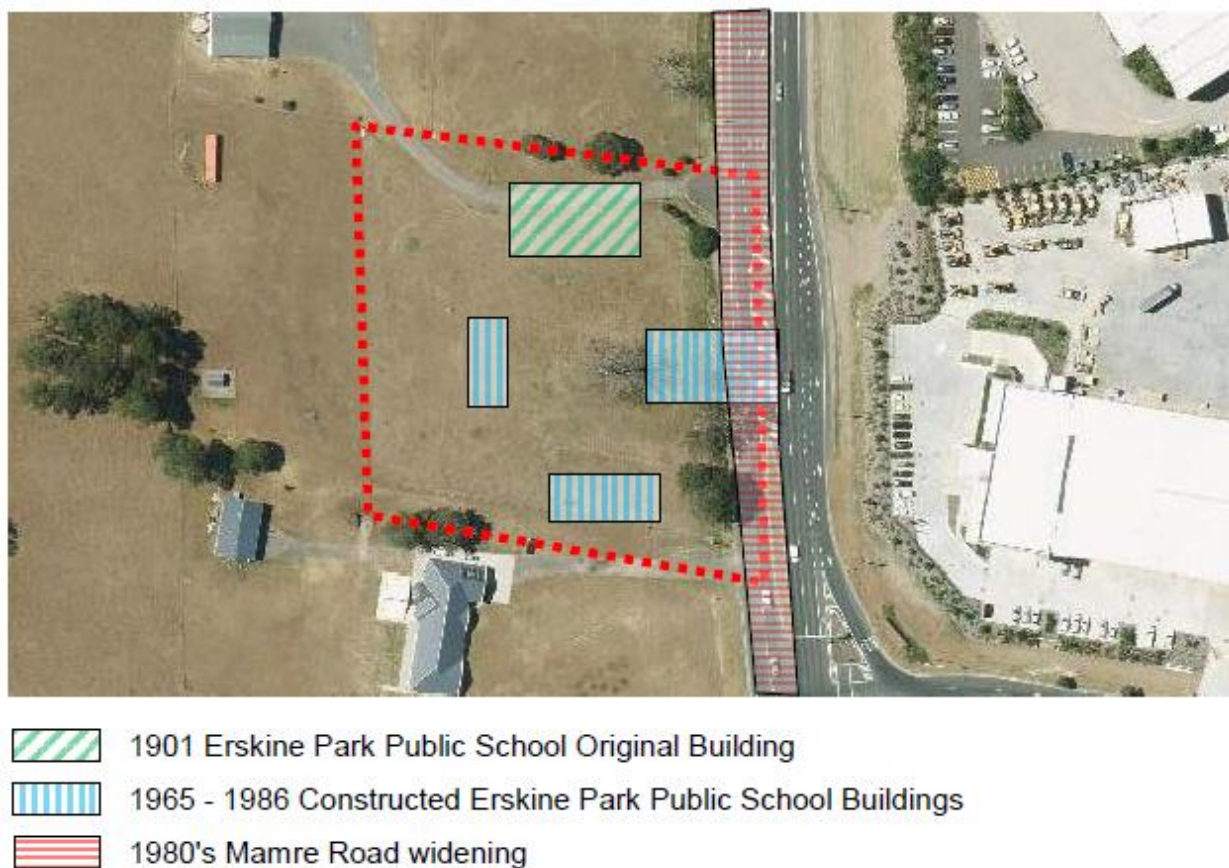 1901 Erskine Park Public School Original Building
1965 - 1986 Constructed Erskine Park Public School Buildings
1980's Mamre Road widening